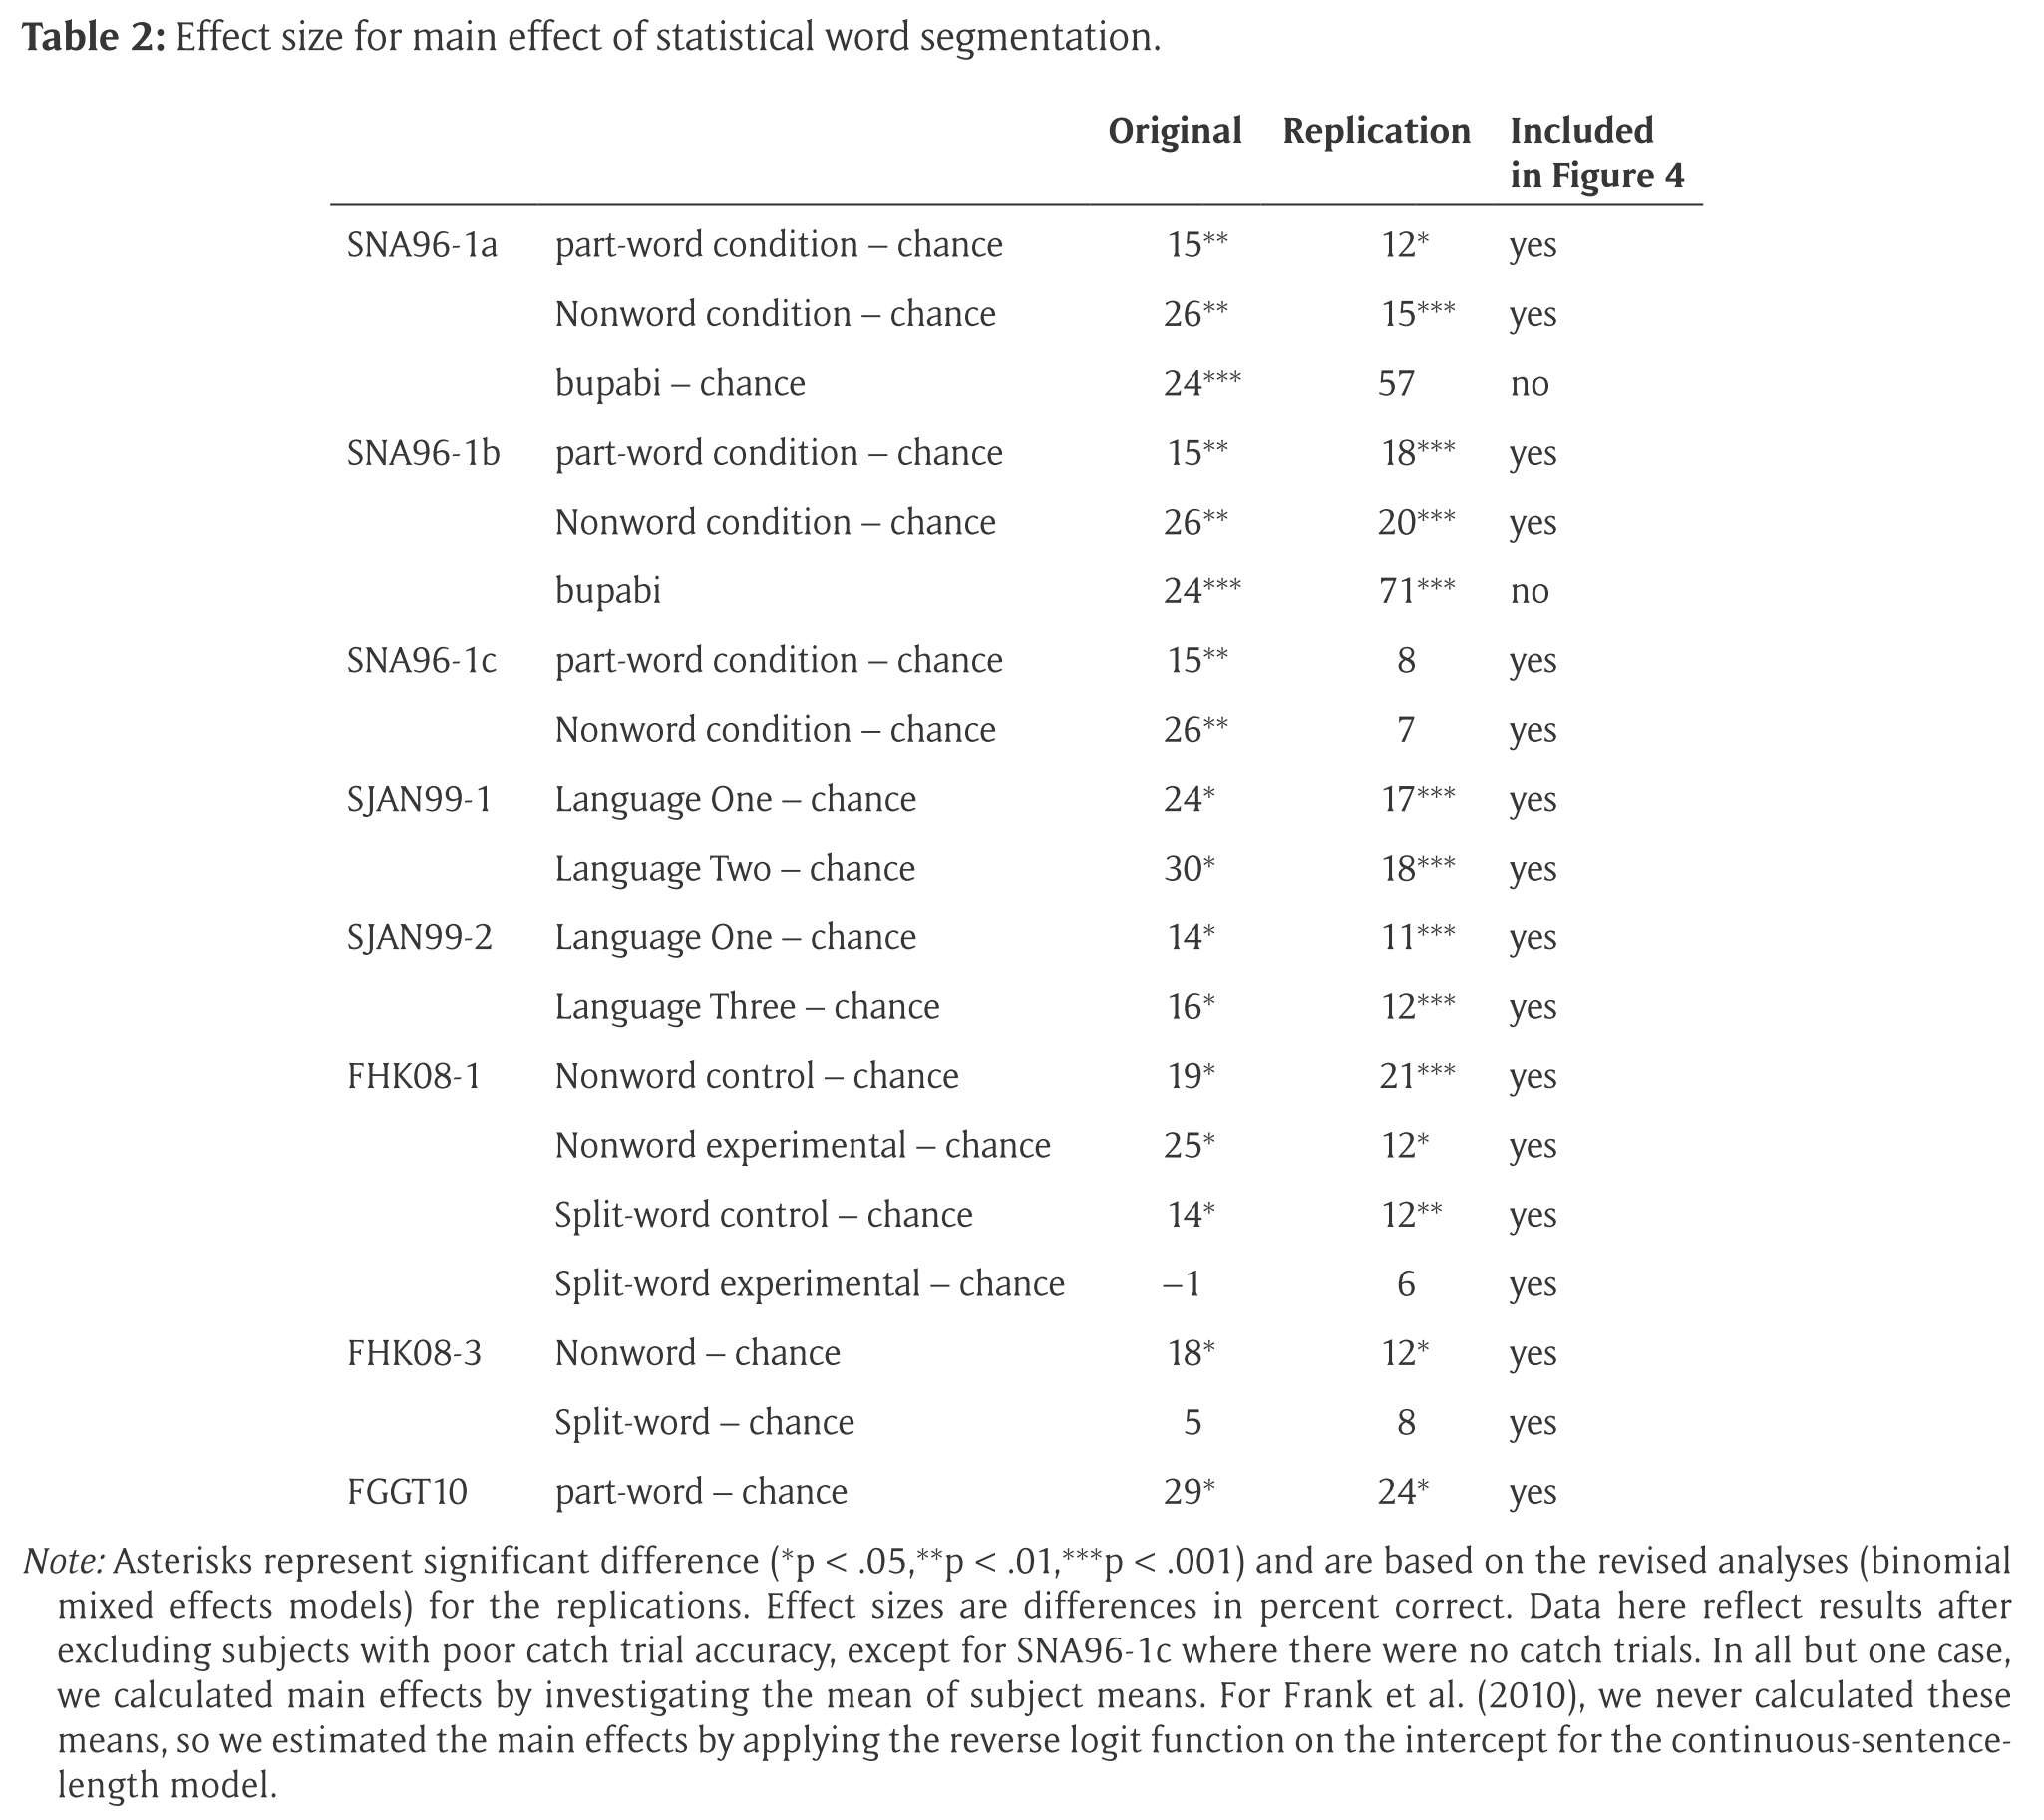 Table 2: Effect size for main effect of statistical word segmentation.
Original Replication Included
in Figure 4
SNA96-1a part-word condition – chance 15** 12* yes
Nonword condition – chance 26** 15*** yes
bupabi – chance 24*** 57 no
SNA96-1b part-word condition – chance 15** 18*** yes
Nonword condition – chance 26** 20*** yes
bupabi 24*** 71*** no
SNA96-1c part-word condition – chance 15** 8 yes
Nonword condition – chance 26** 7 yes
SJAN99-1 Language One – chance 24* 17*** yes
Language Two – chance 30* 18*** yes
SJAN99-2 Language One – chance 14* 11*** yes
Language Three – chance 16* 12*** yes
FHK08-1 Nonword control – chance 19* 21*** yes
Nonword experimental – chance 25* 12* yes
Split-word control – chance 14* 12** yes
Split-word experimental – chance –1 6 yes
FHK08-3 Nonword – chance 18* 12* yes
Split-word – chance 5 8 yes
FGGT10 part-word – chance 29* 24* yes
Note: Asterisks represent significant difference (*p < .05,**p < .01,***p < .001) and are based on the revised analyses (binomial
mixed effects models) for the replications. Effect sizes are differences in percent correct. Data here reflect results after
excluding subjects with poor catch trial accuracy, except for SNA96-1c where there were no catch trials. In all but one case,
we calculated main effects by investigating the mean of subject means. For Frank et al. (2010), we never calculated these
means, so we estimated the main effects by applying the reverse logit function on the intercept for the continuous-sentence-
length model.